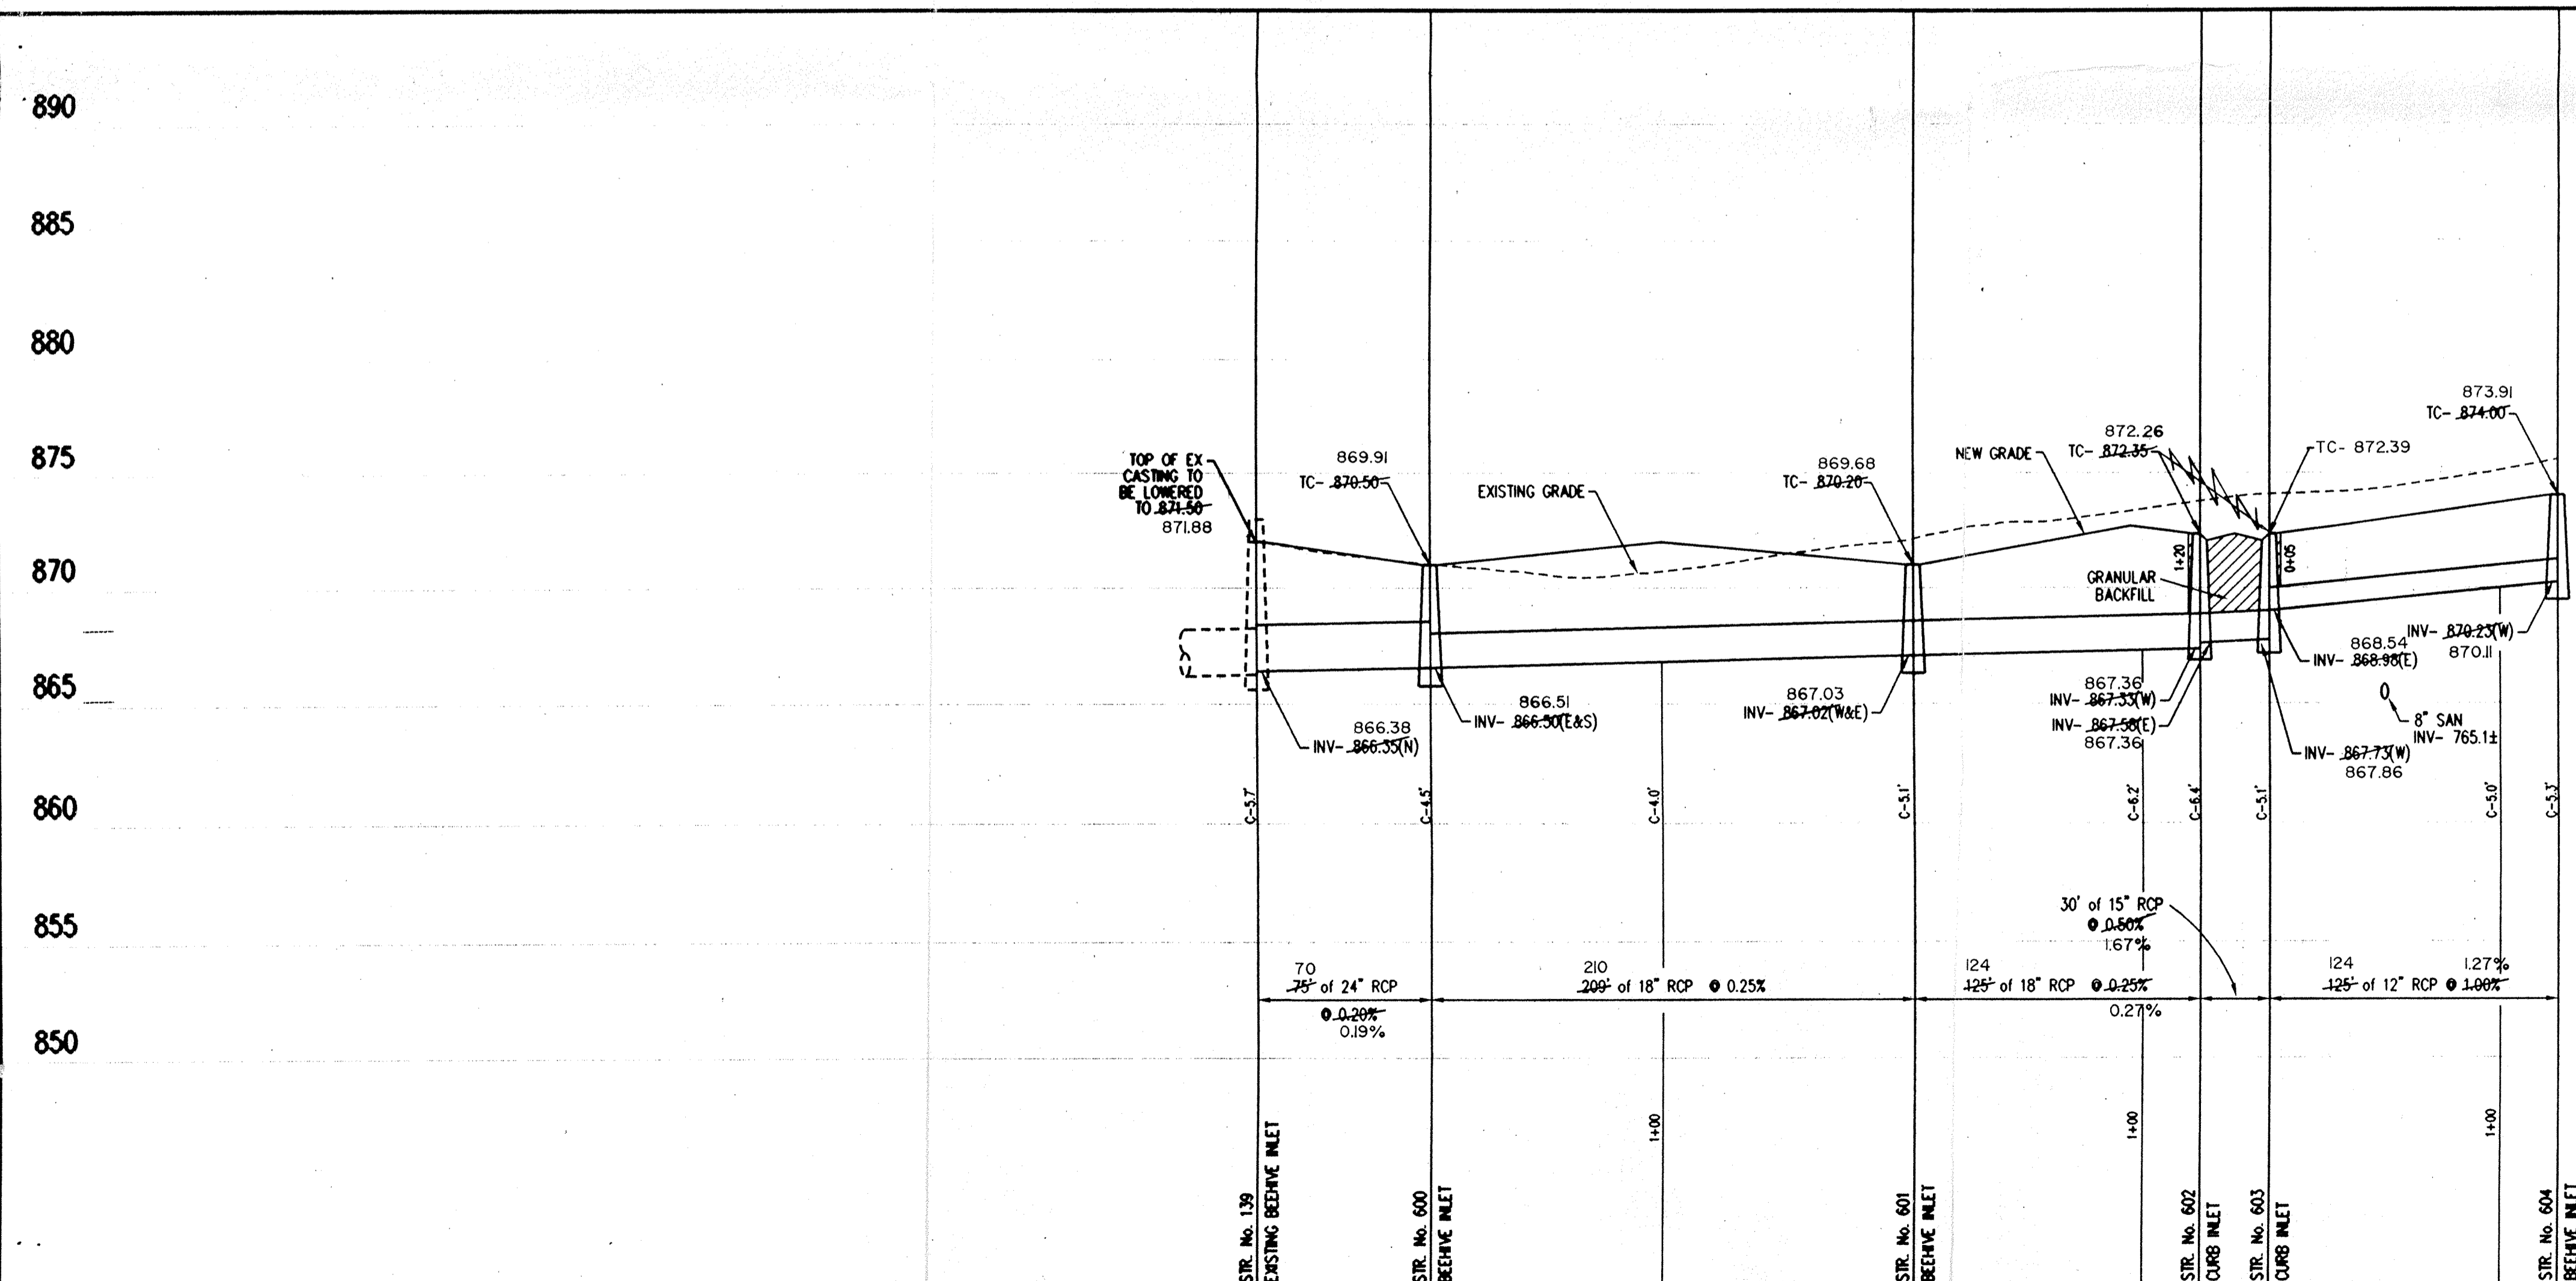 890
885
880
875
870
865
860
855
850
TOP OF EX
CASTING TO
BE LOWERED
TO 871.50
871.88
869.91
TC- 870.50
EXISTING GRADE
869.68
TC- 870.20
NEW GRADE
872.26
TC- 872.35
TC- 872.39
873.91
TC- 874.00
1+20
0+05
GRANULAR
BACKFILL
866.38
INV- 866.35(N)
866.51
INV- 866.50(E&S)
867.03
INV- 867.02(W&E)
867.36
INV- 867.33(W)
INV- 867.58(E)
867.36
868.54
INV- 868.98(E)
INV- 870.23(W)
870.11
8" SAN
INV- 765.1±
INV- 867.73(W)
867.86
C-5.7'
C-4.5'
C-4.0'
C-5.1'
C-6.2'
C-6.4'
C-5.1'
C-5.0'
C-5.3'
30' of 15" RCP
@ 0.50%
1.67%
70
75' of 24" RCP
@ 0.20%
0.19%
210
209' of 18" RCP @ 0.25%
124
125' of 18" RCP @ 0.25%
0.27%
124 1.27%
125' of 12" RCP @ 1.00%
1+00
1+00
1+00
STR. No. 139
EXISTING BEEHIVE INLET
STR. No. 600
BEEHIVE INLET
STR. No. 601
BEEHIVE INLET
STR. No. 602
CURB INLET
STR. No. 603
CURB INLET
STR. No. 604
BEEHIVE INLET